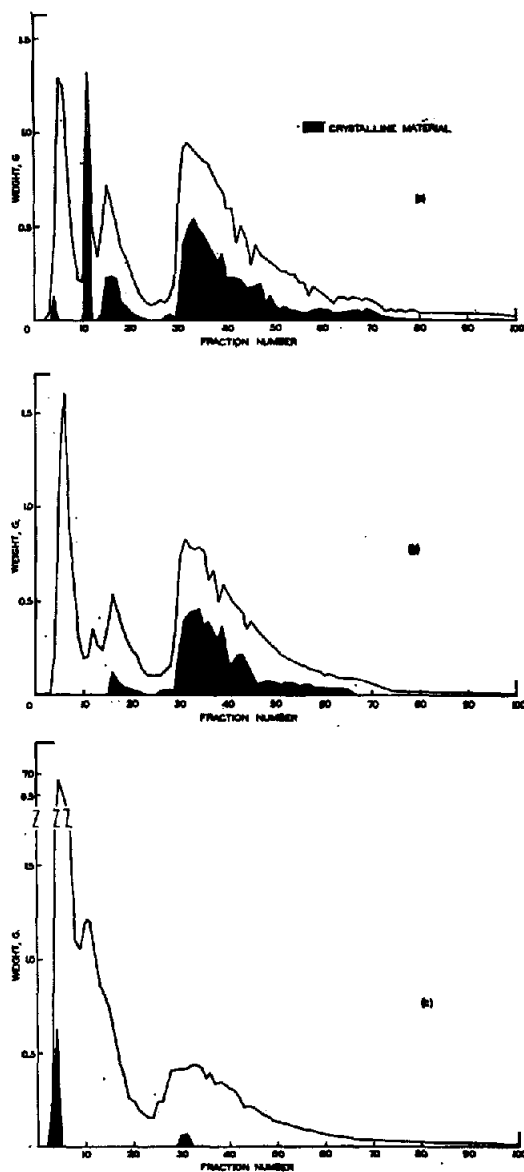 1.5
1.0
0.5
0
WEIGHT, G
CRYSTALLINE MATERIAL
10 20 30 40 50 60 70 80 90 100
FRACTION NUMBER
1.5
1.0
0.5
WEIGHT, G.
0 10 20 30 40 50 60 70 80 90 100
FRACTION NUMBER
7.0
6.5
1.5
1.0
0.5
WEIGHT, G.
(c)
10 20 30 40 50 60 70 80 90 100
FRACTION NUMBER